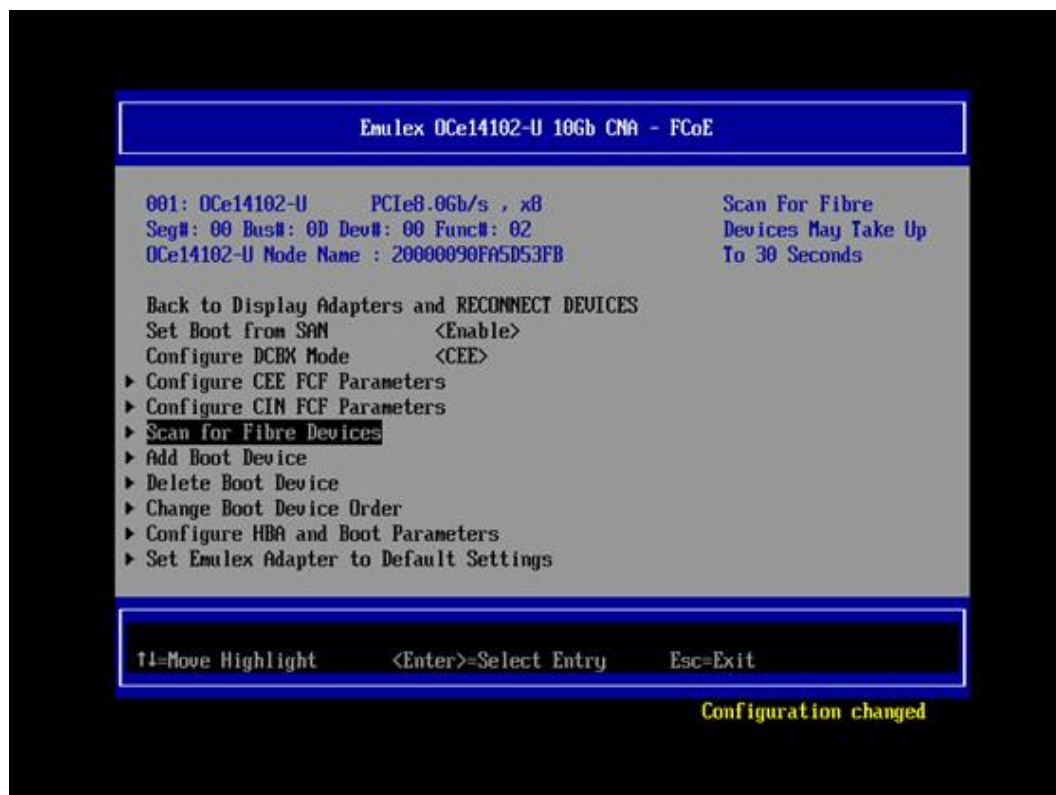 Emulex OCe14102-U 10Gb CNA - FCoE
001: OCe14102-U PCIe8.0Gb/s , x8
Scan For Fibre
Seg#: 00 Bus#: 0D Dev#: 00 Func#: 02
Devices May Take Up
OCe14102-U Node Name : 20000090FA5D53FB
To 30 Seconds
Back to Display Adapters and RECONNECT DEVICES
Set Boot from SAN <Enable>
Configure DCBX Mode <CEE>
▶ Configure CEE FCF Parameters
▶ Configure CIN FCF Parameters
▶ Scan for Fibre Devices
▶ Add Boot Device
▶ Delete Boot Device
▶ Change Boot Device Order
▶ Configure HBA and Boot Parameters
▶ Set Emulex Adapter to Default Settings
↑↓=Move Highlight <Enter>=Select Entry Esc=Exit
Configuration changed